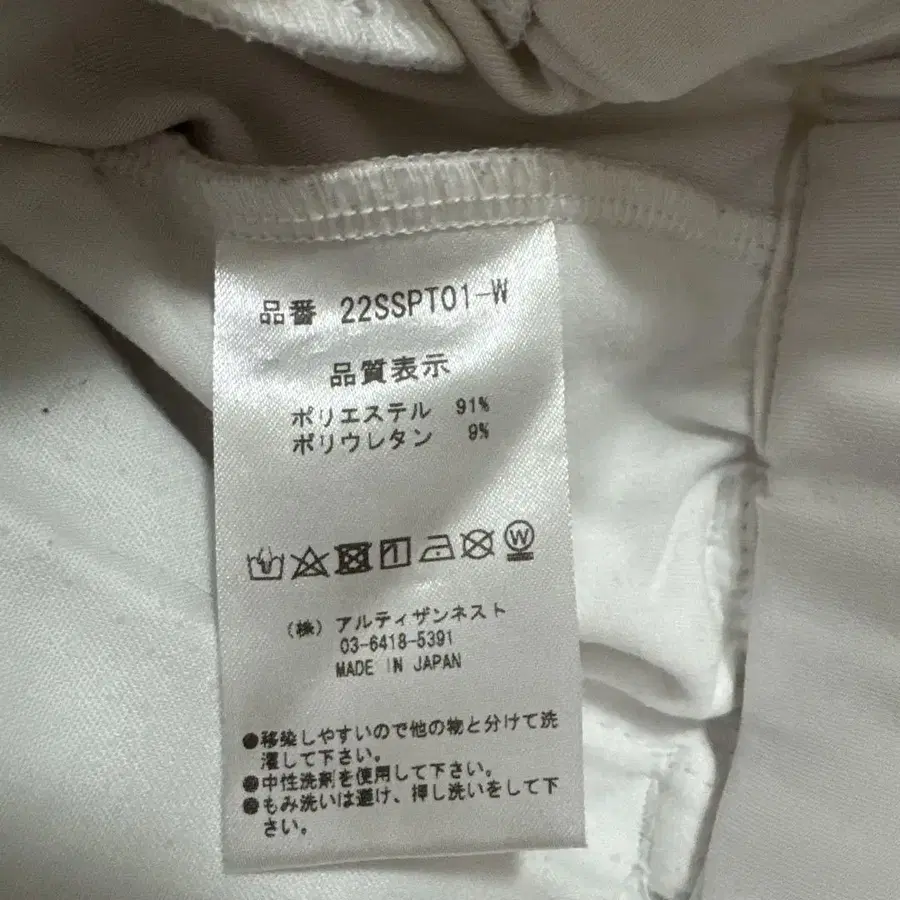 品番 22SSPT01-W
品質表示
ポリエステル 91%
ポリウレタン 9%
W
(株) アルティザンネスト
03-6418-5391
MADE IN JAPAN
●移染しやすいので他の物と分けて洗
濯して下さい。
●中性洗剤を使用して下さい。
●もみ洗いは避け、押し洗いをして下
さい。